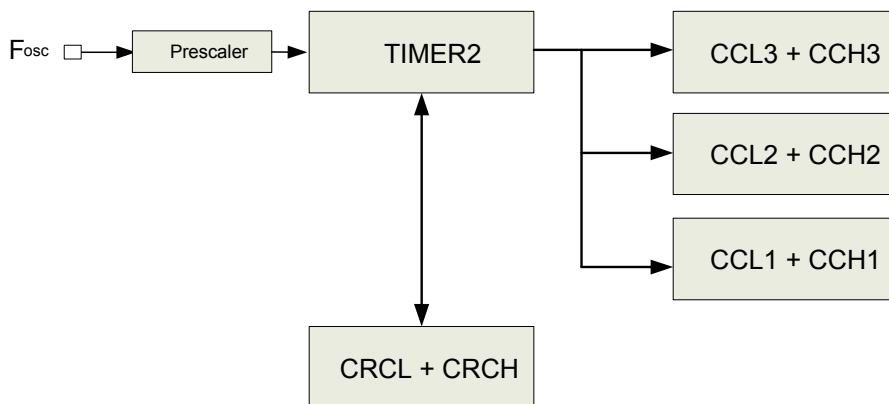 Fosc
Prescaler
TIMER2
CCL3 + CCH3
CCL2 + CCH2
CCL1 + CCH1
CRCL + CRCH